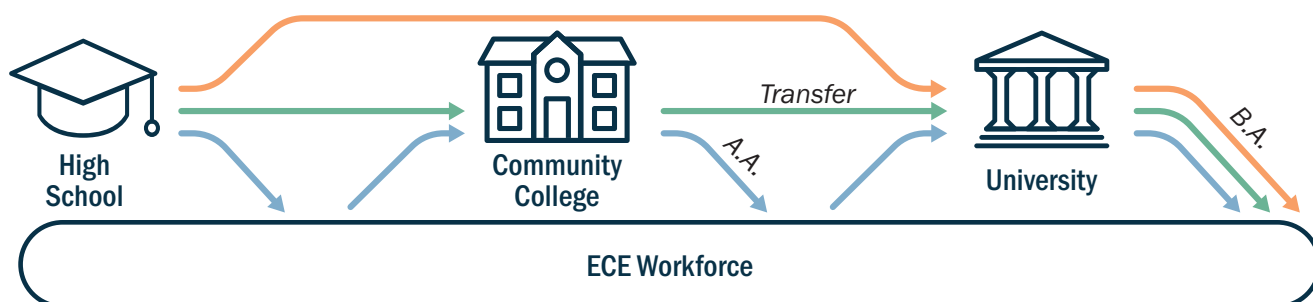 Transfer
A.A.
B.A.
High
School
Community
College
University
ECE Workforce